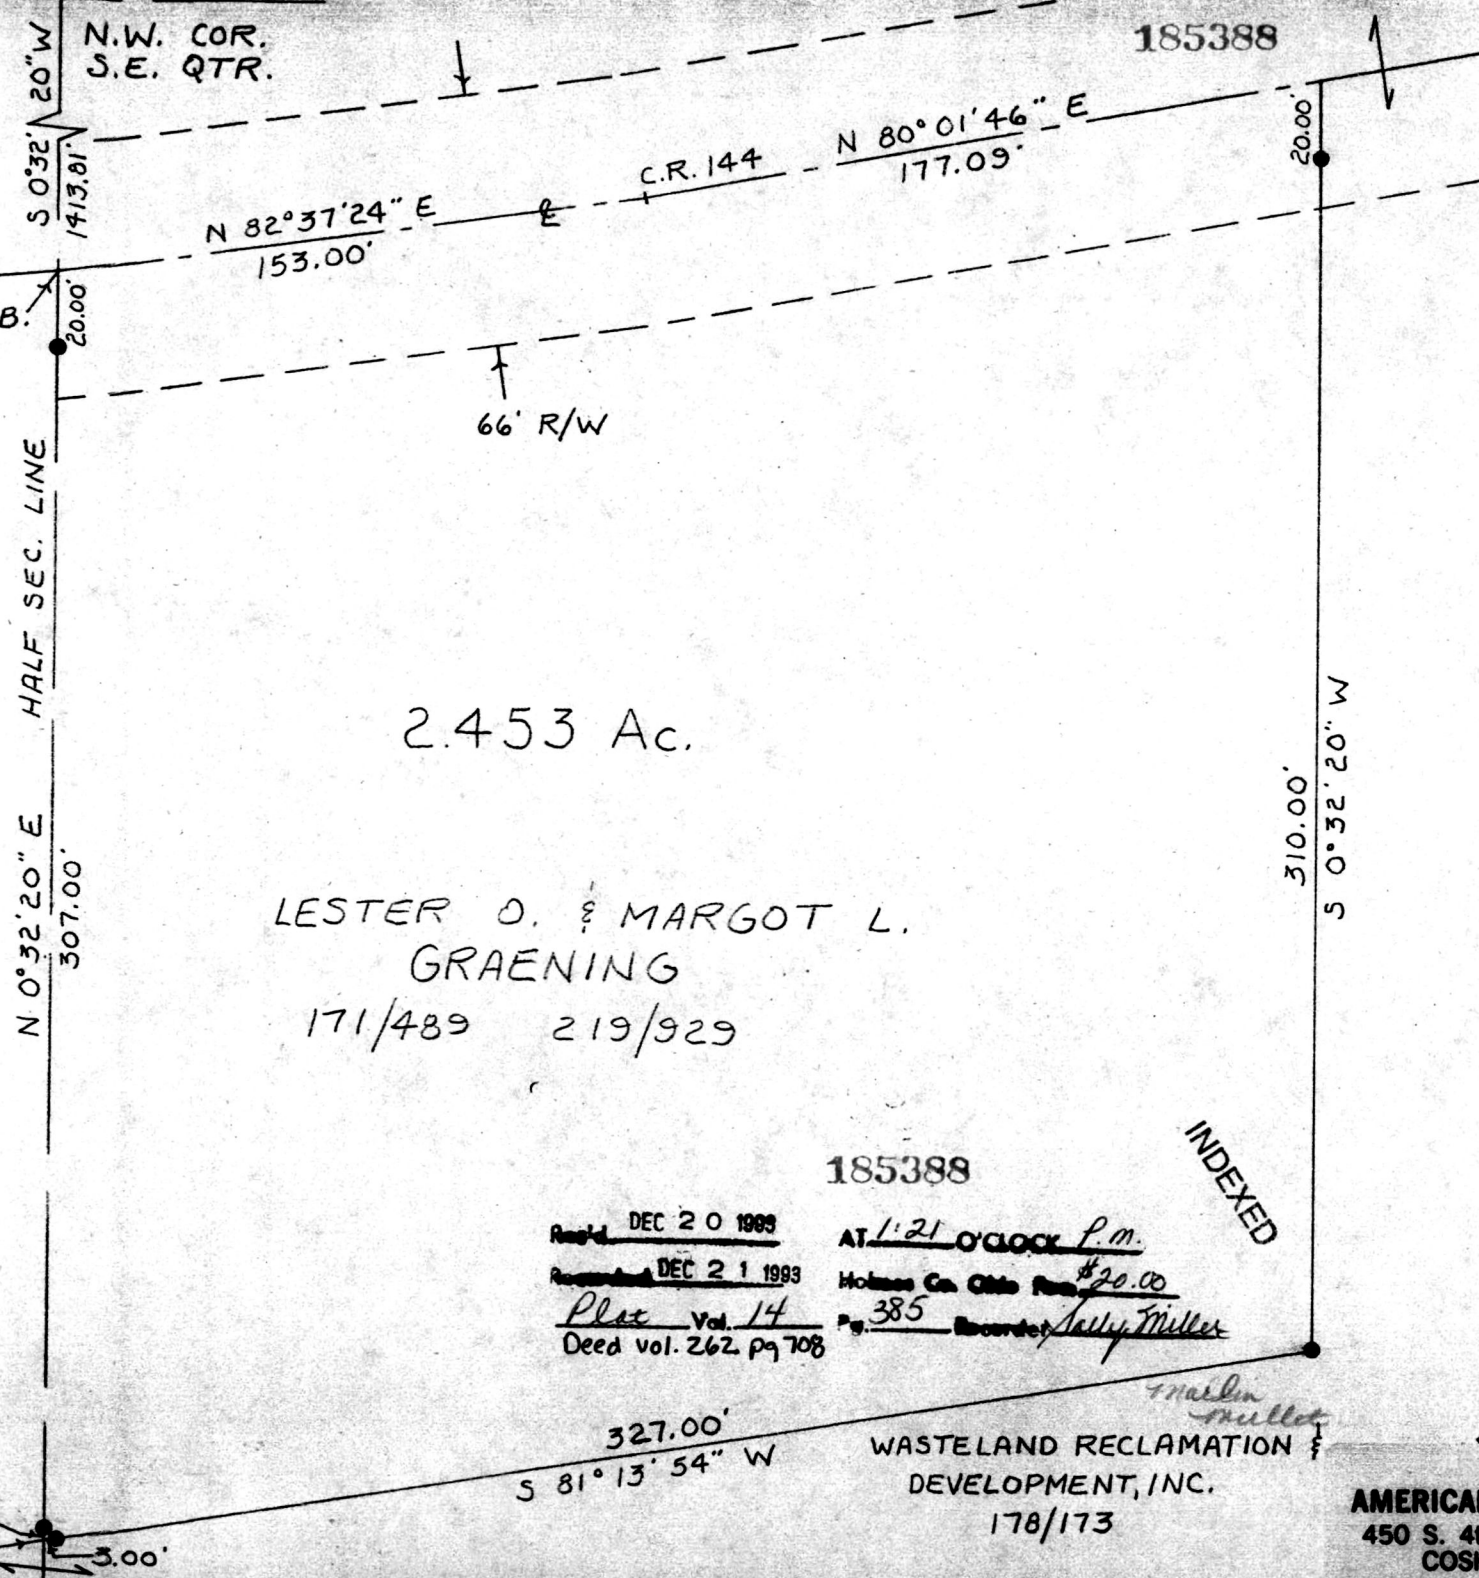 N.W. COR.
S.E. QTR.
185388
S 0°32' 20" W
1413.81'
N 82°37'24" E
153.00'
℄
C.R. 144
N 80°01'46" E
177.09'
20.00'
B.
20.00'
66' R/W
HALF SEC. LINE
N 0°32'20" E
307.00'
2.453 Ac.
310.00'
S 0°32'20" W
LESTER O. & MARGOT L.
GRAENING
171/489 219/929
185388
INDEXED
Rec'd DEC 20 1993 AT 1:21 O'CLOCK P.M.
Recorded DEC 21 1993 Holmes Co. Ohio Fee $20.00
Plat Vol. 14 Pg. 385 Recorder Sally Miller
Deed vol. 262 pg 708
327.00'
S 81°13'54" W
WASTELAND RECLAMATION &
DEVELOPMENT, INC.
178/173
3.00'
AMERICA
450 S. 4
COS